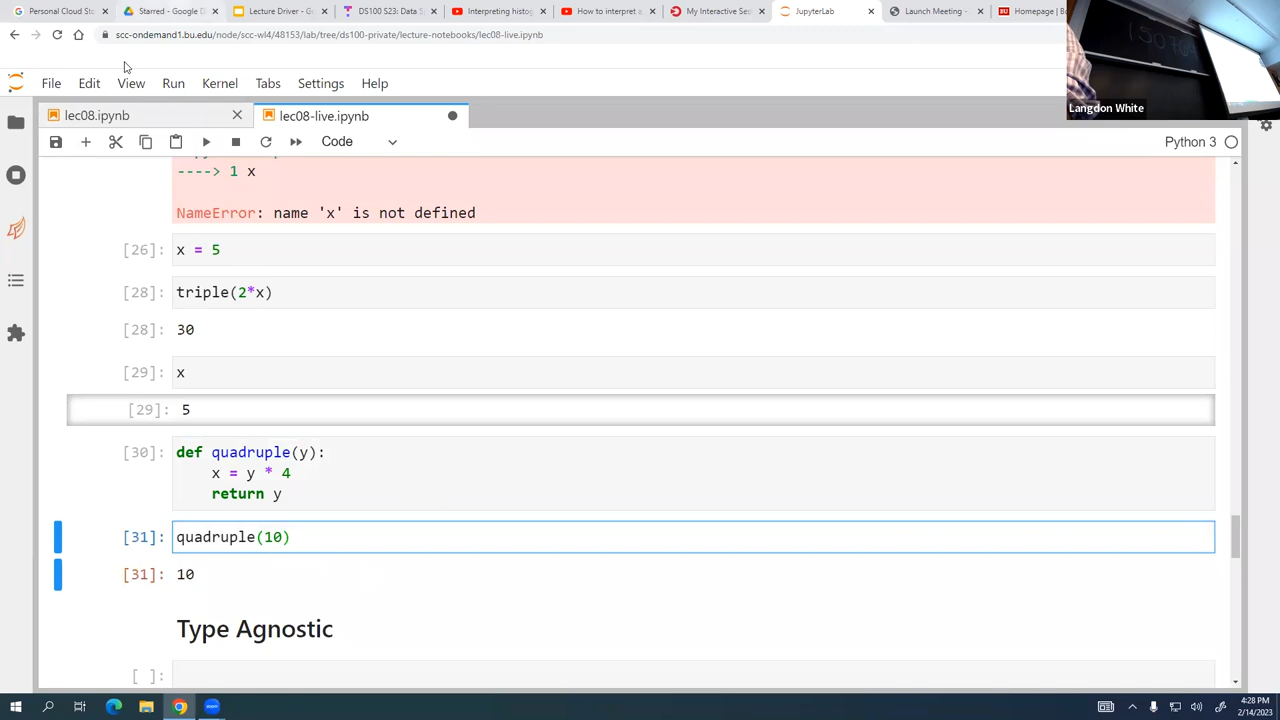 Personal Cloud Sto
Starred - Google D
Lecture Driver - Go
DS100 S23: Data S
Interpreting histog
How to interpret a
My Interactive Se
JupyterLab
Launch Meeting -
Homepage | Bo
scc-ondemand1.bu.edu/node/scc-wl4/48153/lab/tree/ds100-private/lecture-notebooks/lec08-live.ipynb
File Edit View Run Kernel Tabs Settings Help
Langdon White
lec08.ipynb
lec08-live.ipynb
Code
Python 3
----> 1 x
NameError: name 'x' is not defined
[26]: x = 5
[28]: triple(2*x)
[28]: 30
[29]: x
[29]: 5
[30]: def quadruple(y):
x = y * 4
return y
[31]: quadruple(10)
[31]: 10
Type Agnostic
[ ]:
4:28 PM
2/14/2023